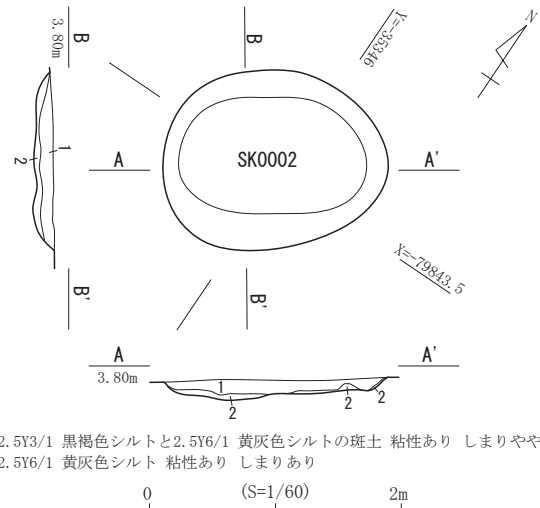 B
B
3.80m
Y=-35346
N
1
2
A
SK0002
A'
X=-79843.5
B'
B'
A
A'
3.80m
1
2
2
2
2.5Y3/1 黒褐色シルトと2.5Y6/1 黄灰色シルトの斑土 粘性あり しまりやや
2.5Y6/1 黄灰色シルト 粘性あり しまりあり
0 (S=1/60) 2m